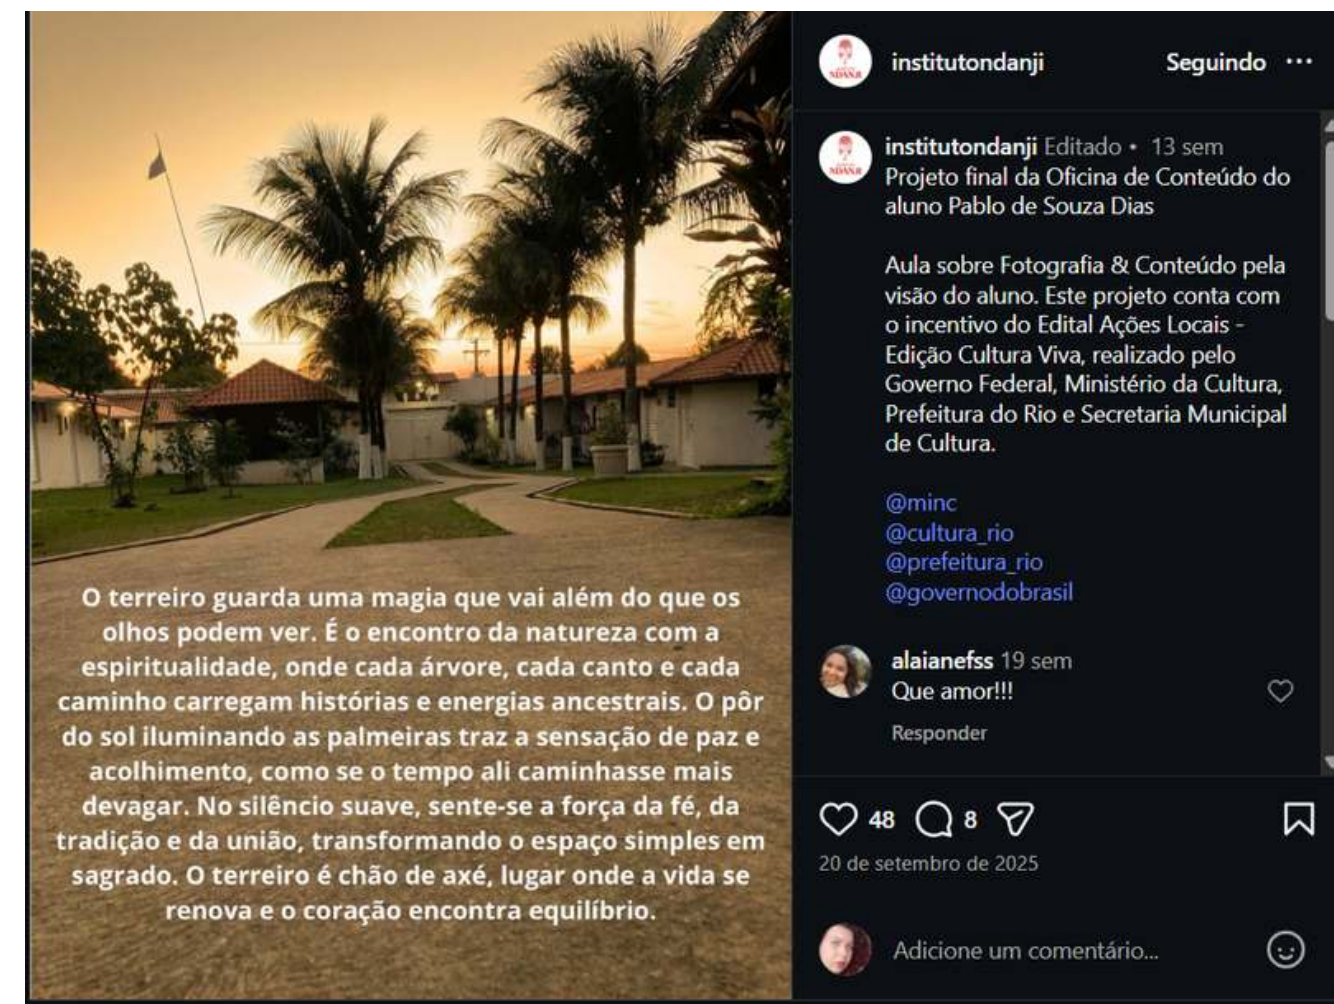 O terreiro guarda uma magia que vai além do que os
olhos podem ver. É o encontro da natureza com a
espiritualidade, onde cada árvore, cada canto e cada
caminho carregam histórias e energias ancestrais. O pôr
do sol iluminando as palmeiras traz a sensação de paz e
acolhimento, como se o tempo ali caminhasse mais
devagar. No silêncio suave, sente-se a força da fé, da
tradição e da união, transformando o espaço simples em
sagrado. O terreiro é chão de axé, lugar onde a vida se
renova e o coração encontra equilíbrio.
NDANJI
institutondanji
Seguindo
NDANJI
institutondanji Editado • 13 sem
Projeto final da Oficina de Conteúdo do
aluno Pablo de Souza Dias
Aula sobre Fotografia & Conteúdo pela
visão do aluno. Este projeto conta com
o incentivo do Edital Ações Locais -
Edição Cultura Viva, realizado pelo
Governo Federal, Ministério da Cultura,
Prefeitura do Rio e Secretaria Municipal
de Cultura.
@minc
@cultura_rio
@prefeitura_rio
@governodobrasil
alaianefss 19 sem
Que amor!!!
Responder
48 8
20 de setembro de 2025
Adicione um comentário...